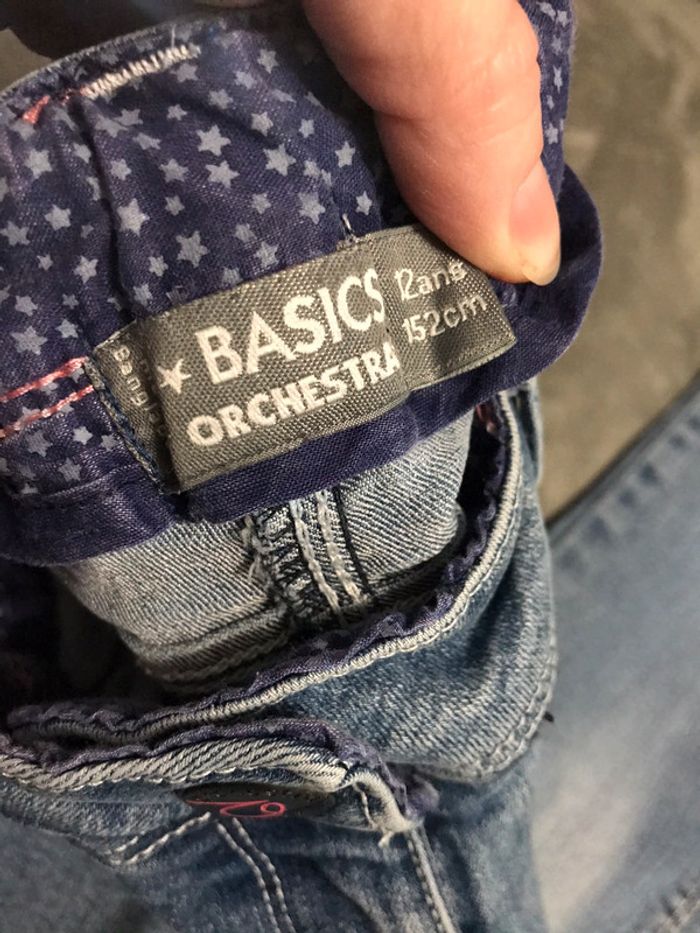 BASICS
ORCHESTRA
12ans
152cm